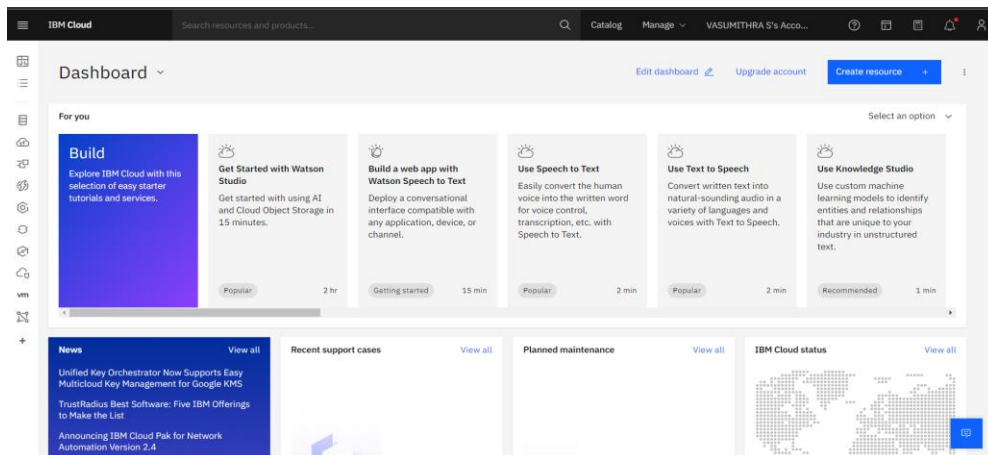 IBM Cloud
Search resources and products...
Catalog
Manage
VASUMITHRA S's Acco...
Dashboard
Edit dashboard
Upgrade account
Create resource +
For you
Select an option
Build
Explore IBM Cloud with this
selection of easy starter
tutorials and services.
Get Started with Watson
Studio
Get started with using AI
and Cloud Object Storage in
15 minutes.
Popular
2 hr
Build a web app with
Watson Speech to Text
Deploy a conversational
interface compatible with
any application, device, or
channel.
Getting started
15 min
Use Speech to Text
Easily convert the human
voice into the written word
for voice control,
transcription, etc. with
Speech to Text.
Popular
2 min
Use Text to Speech
Convert written text into
natural-sounding audio in a
variety of languages and
voices with Text to Speech.
Popular
2 min
Use Knowledge Studio
Use custom machine
learning models to identify
entities and relationships
that are unique to your
industry in unstructured
text.
Recommended
1 min
vm
News
View all
Unified Key Orchestrator Now Supports Easy
Multicloud Key Management for Google KMS
TrustRadius Best Software: Five IBM Offerings
to Make the List
Announcing IBM Cloud Pak for Network
Automation Version 2.4
Recent support cases
View all
Planned maintenance
View all
IBM Cloud status
View all